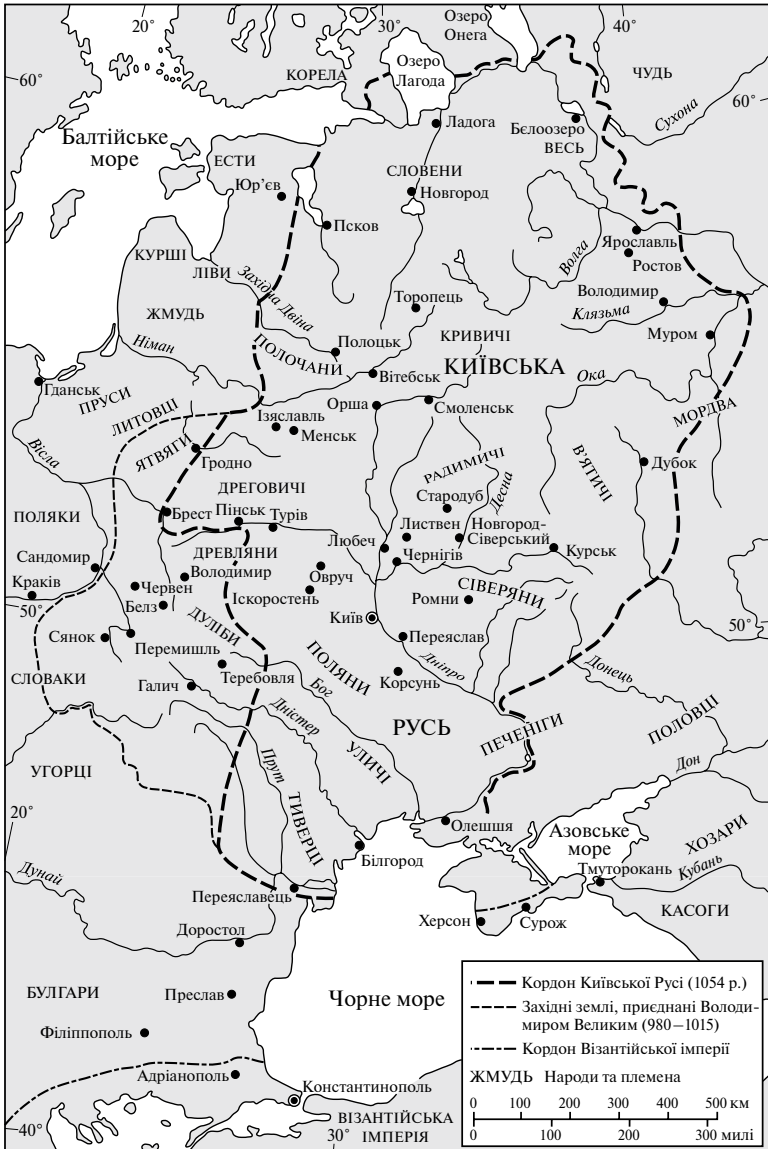 20°
30
Озеро
Онега
40°
60°
КОРЕЛА
Озеро
Лагода
ЧУДЬ
60°
Сухона
Балтійське
море
Ладога
Бєлоозеро
ВЕСЬ
ЕСТИ
СЛОВЕНИ
Юр’єв
Новгород
Псков
Ярославль
Ростов
КУРШІ
ЛІВИ
Західна Двіна
Волга
Володимир
Торопець
Клязьма
ЖМУДЬ
Муром
Німан
Полоцьк
КРИВИЧІ
ПОЛОЧАНИ
Вітебськ
КИЇВСЬКА
Гданськ
ПРУСИ
Ока
ЛИТОВЦІ
Орша
Смоленськ
МОРДВА
Ізяславль
Менськ
Вісла
ЯТВЯГИ
Гродно
РАДИМИЧІ
В’ЯТИЧІ
Дубок
ДРЕГОВИЧІ
Стародуб
Десна
ПОЛЯКИ
Брест
Пінськ
Турів
Листвен
Новгород-
Сіверський
Любеч
Сандомир
ДРЕВЛЯНИ
Чернігів
Курськ
Краків
Володимир
Овруч
50°
Червен
Іскоростень
СІВЕРЯНИ
Белз
Ромни
Київ
50°
Сянок
ДУЛІБИ
Переяслав
Перемишль
ПОЛЯНИ
Дніпро
Донець
СЛОВАКИ
Теребовля
Бог
Корсунь
Галич
Дністер
РУСЬ
ПЕЧЕНІГИ
ПОЛОВЦІ
УГОРЦІ
УЛИЧІ
Дон
Прут
20°
ТИВЕРЦІ
Олешшя
Азовське
море
ХОЗАРИ
Білгород
Тмуторокань
Кубань
Дунай
Переяславець
Херсон
Сурож
КАСОГИ
Доростол
БУЛГАРИ
Преслав
Чорне море
Філіппополь
Адріанополь
Константинополь
ВІЗАНТІЙСЬКА
ІМПЕРІЯ
40°
30°
Кордон Київської Русі (1054 р.)
Західні землі, приєднані Володи-
миром Великим (980–1015)
Кордон Візантійської імперії
ЖМУДЬ Народи та племена
0 100 200 300 400 500 км
0 100 200 300 милі